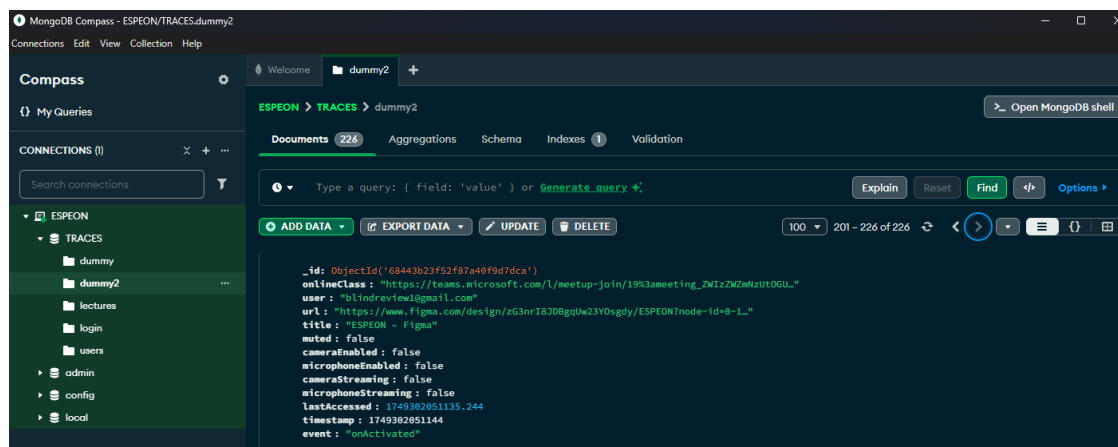 MongoDB Compass - ESPEON/TRACES.dummy2
Connections Edit View Collection Help
Compass
{} My Queries
CONNECTIONS (1)
Search connections
ESPEON
TRACES
dummy
dummy2
lectures
login
users
admin
config
local
Welcome
dummy2
ESPEON > TRACES > dummy2
>_ Open MongoDB shell
Documents 226 Aggregations Schema Indexes 1 Validation
Type a query: { field: 'value' } or Generate query
Explain Reset Find </> Options
ADD DATA EXPORT DATA UPDATE DELETE
100 201 – 226 of 226
_id: ObjectId('68443b23f52f87a40f9d7dca')
onlineClass : "https://teams.microsoft.com/l/meetup-join/19%3ameeting_ZWIzZWZmNzUtOGU…"
user : "blindreview1@gmail.com"
url : "https://www.figma.com/design/zG3nrI8JDBgqUw23YOsgdy/ESPEON?node-id=0-1…"
title : "ESPEON – Figma"
muted : false
cameraEnabled : false
microphoneEnabled : false
cameraStreaming : false
microphoneStreaming : false
lastAccessed : 1749302051135.244
timestamp : 1749302051144
event : "onActivated"